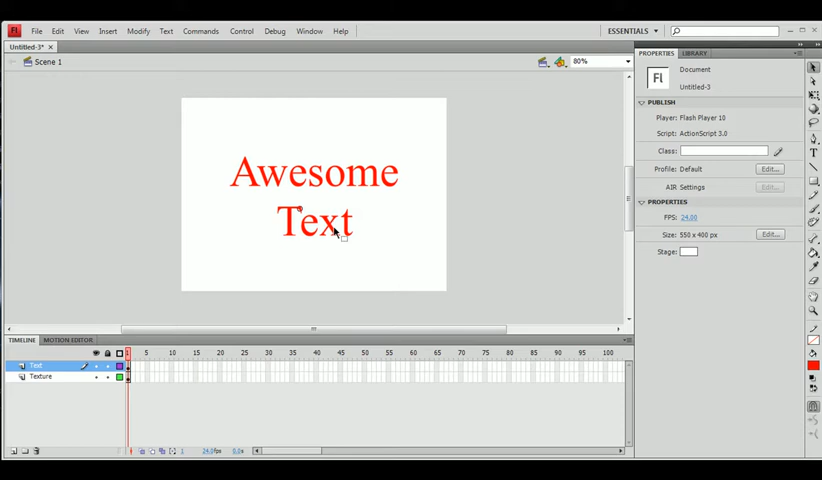 Fl File Edit View Insert Modify Text Commands Control Debug Window Help ESSENTIALS
Untitled-3*
Scene 1 80%
Awesome
Text
PROPERTIES LIBRARY
Fl Document
Untitled-3
PUBLISH
Player: Flash Player 10
Script: ActionScript 3.0
Class:
Profile: Default Edit...
AIR Settings Edit...
PROPERTIES
FPS: 24.00
Size: 550 x 400 px Edit...
Stage:
TIMELINE MOTION EDITOR
1 5 10 15 20 25 30 35 40 45 50 55 60 65 70 75 80 85 90 95 100
Text
Texture
1 24.0fps 0.0s